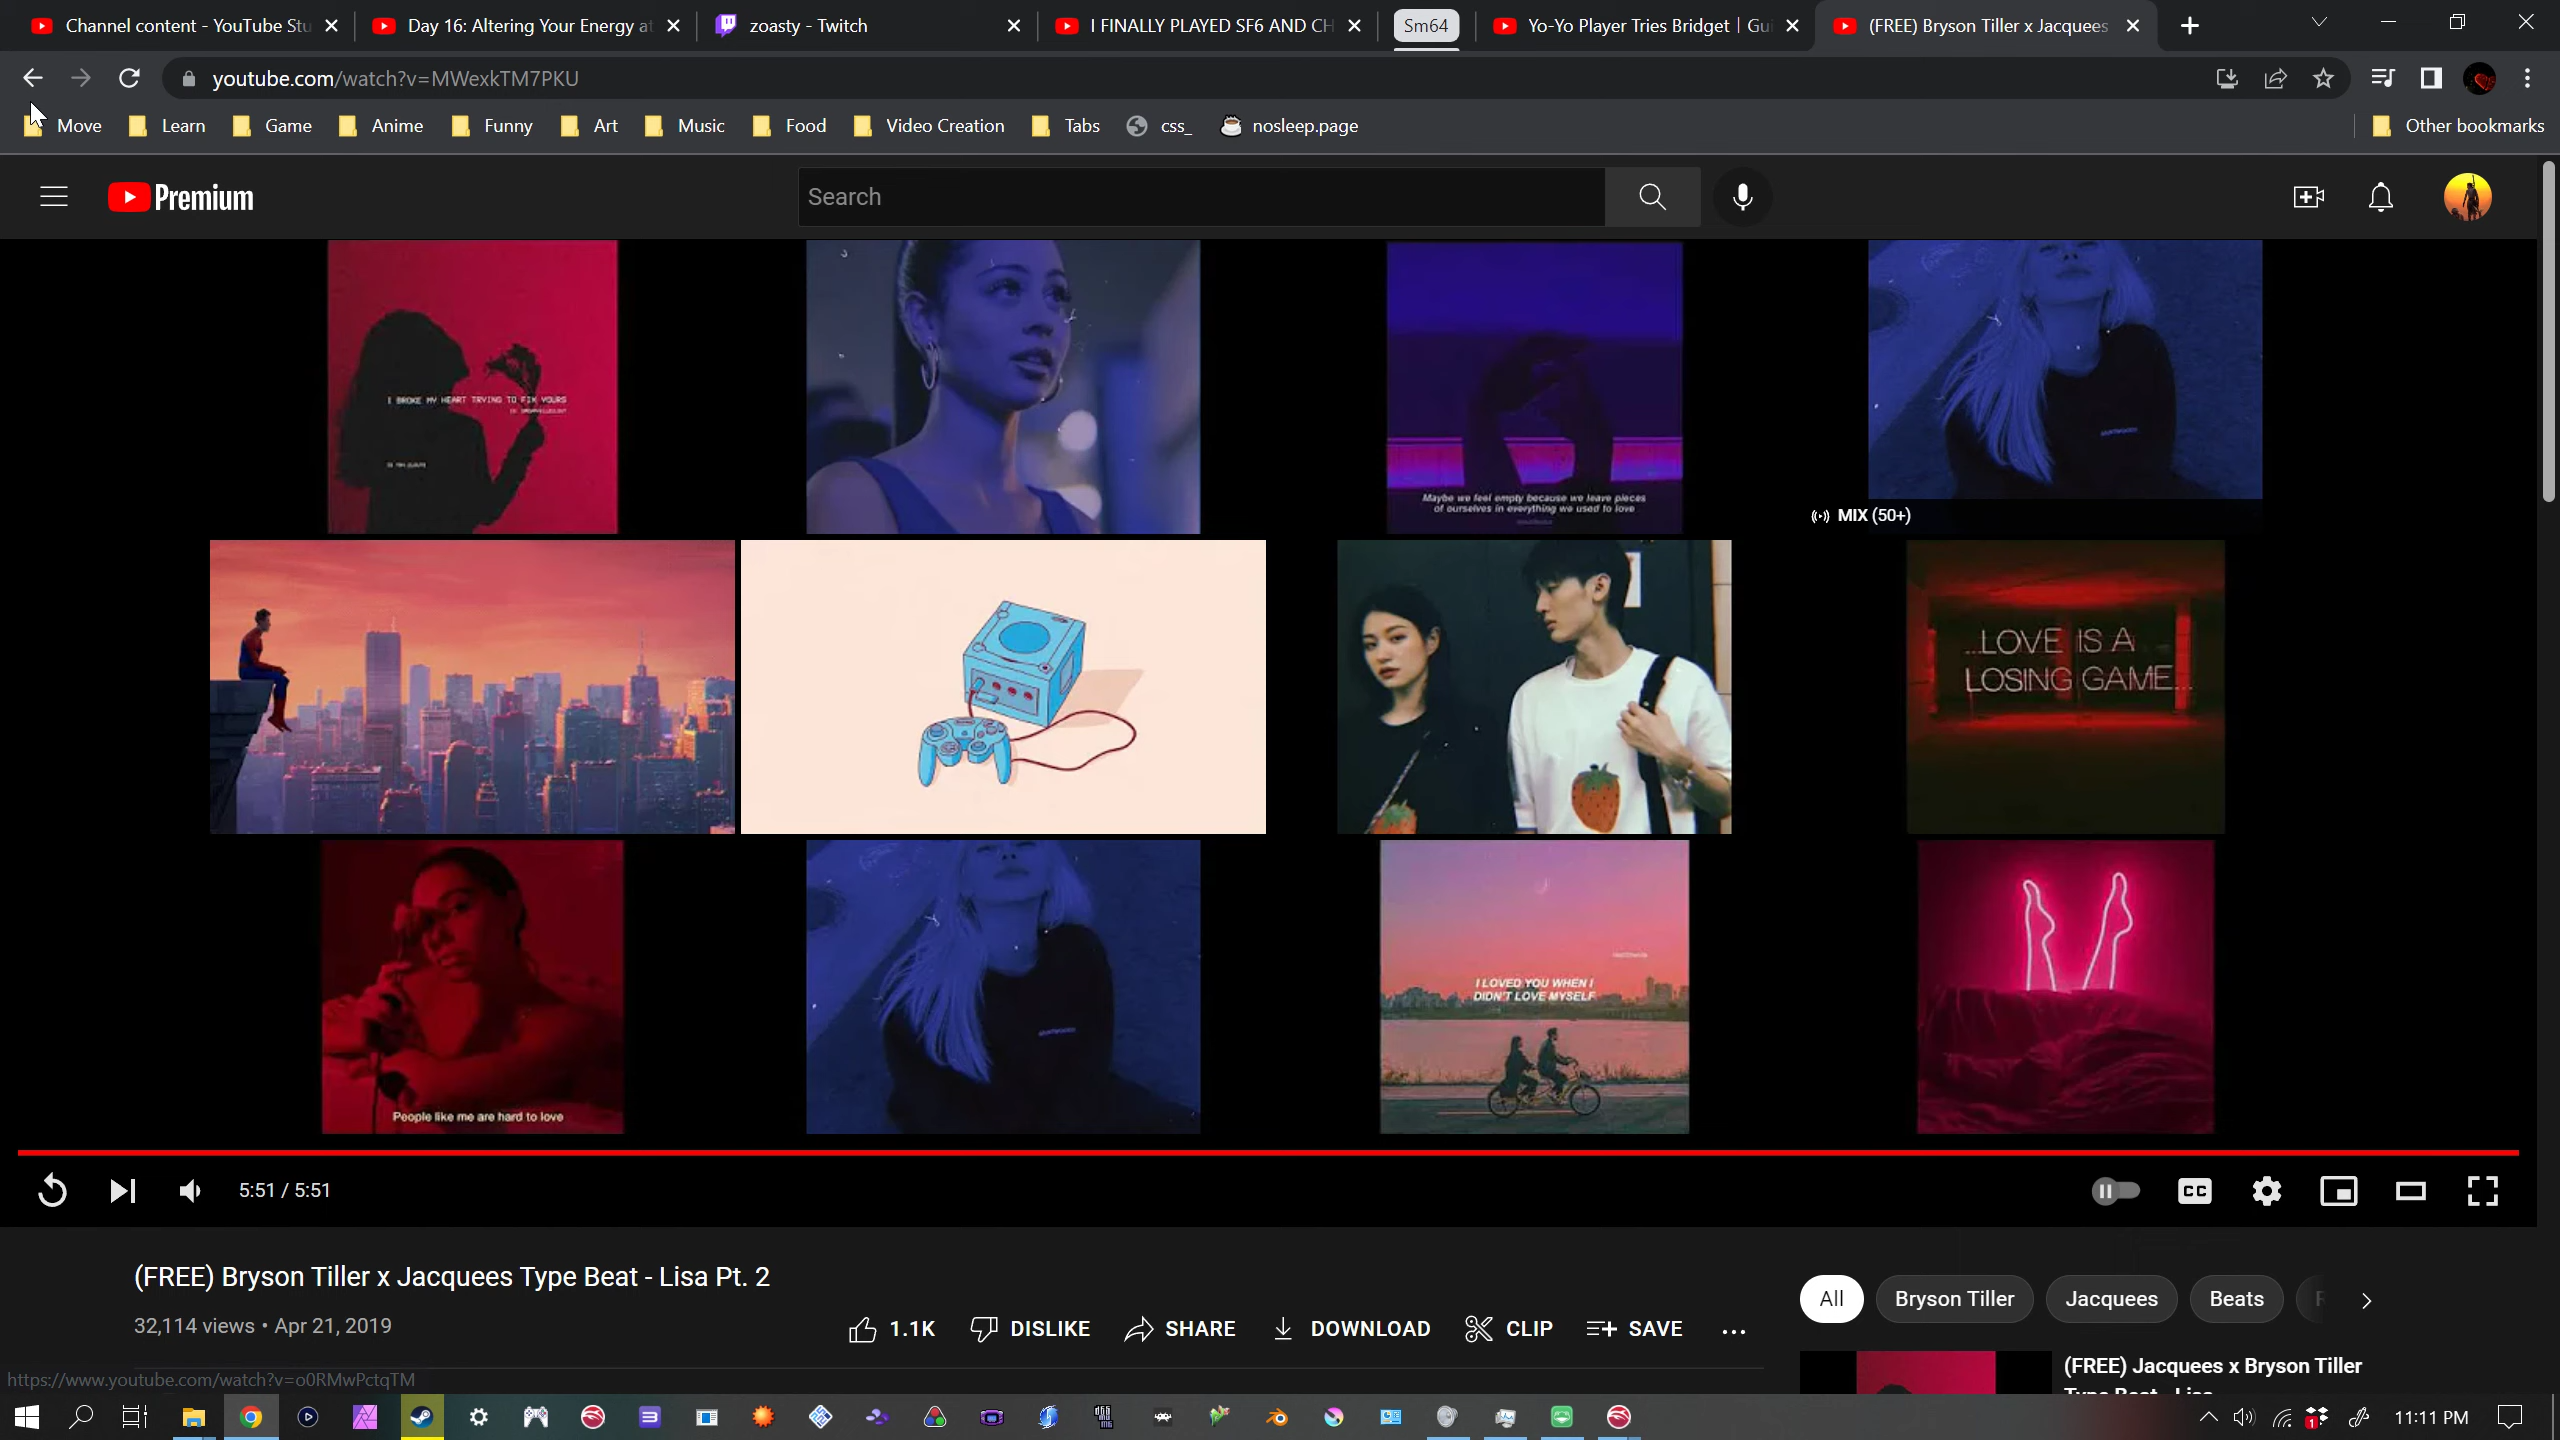 Channel content - YouTube Stu
Day 16: Altering Your Energy at
zoasty - Twitch
I FINALLY PLAYED SF6 AND CH
Sm64
Yo-Yo Player Tries Bridget | Gui
(FREE) Bryson Tiller x Jacquees
youtube.com/watch?v=MWexkTM7PKU
Move
Learn
Game
Anime
Funny
Art
Music
Food
Video Creation
Tabs
css_
nosleep.page
Other bookmarks
Premium
Search
I BROKE MY HEART TRYING TO FIX YOURS
Maybe we feel empty because we leave pieces
of ourselves in everything we used to love
MIX (50+)
...LOVE IS A
LOSING GAME...
People like me are hard to love
I LOVED YOU WHEN I
DIDN'T LOVE MYSELF
5:51 / 5:51
CC
(FREE) Bryson Tiller x Jacquees Type Beat - Lisa Pt. 2
32,114 views • Apr 21, 2019
1.1K
DISLIKE
SHARE
DOWNLOAD
CLIP
SAVE
All
Bryson Tiller
Jacquees
Beats
(FREE) Jacquees x Bryson Tiller
Type Beat - Lisa
https://www.youtube.com/watch?v=o0RMwPctqTM
11:11 PM